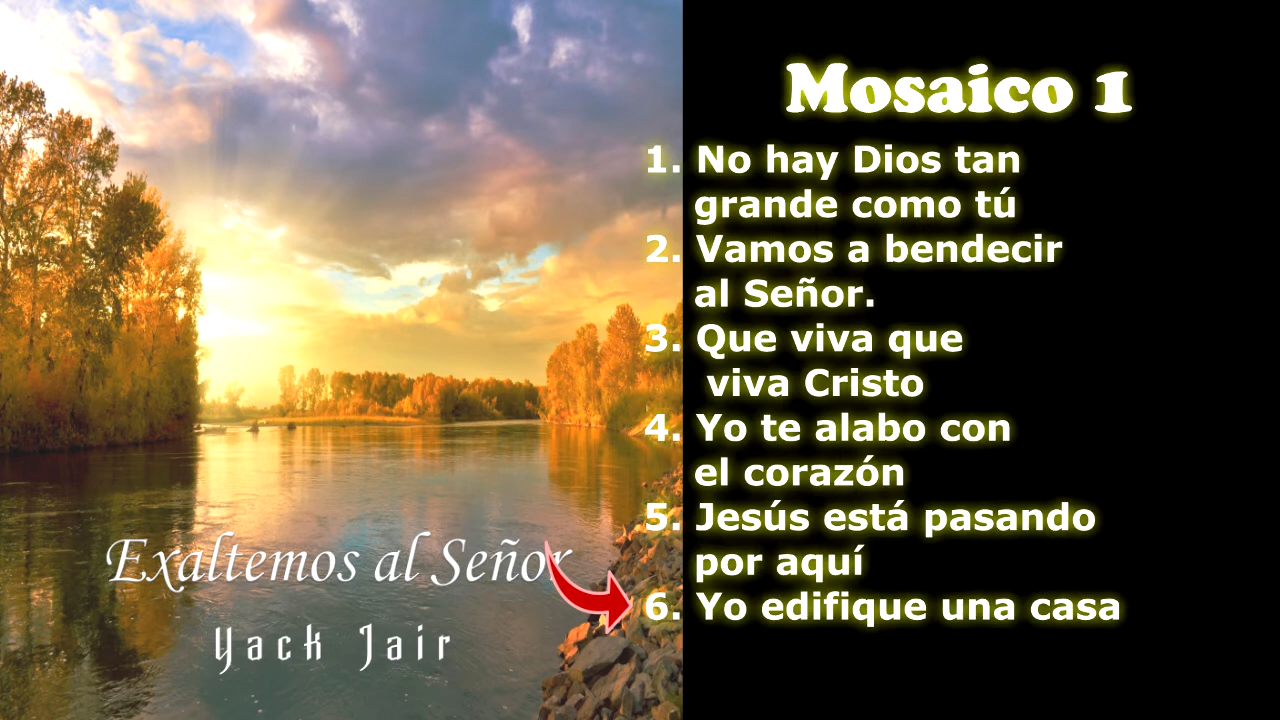 Exaltemos al Señor
Yack Jair
Mosaico 1
1. No hay Dios tan
grande como tú
2. Vamos a bendecir
al Señor.
3. Que viva que
viva Cristo
4. Yo te alabo con
el corazón
5. Jesús está pasando
por aquí
6. Yo edifique una casa